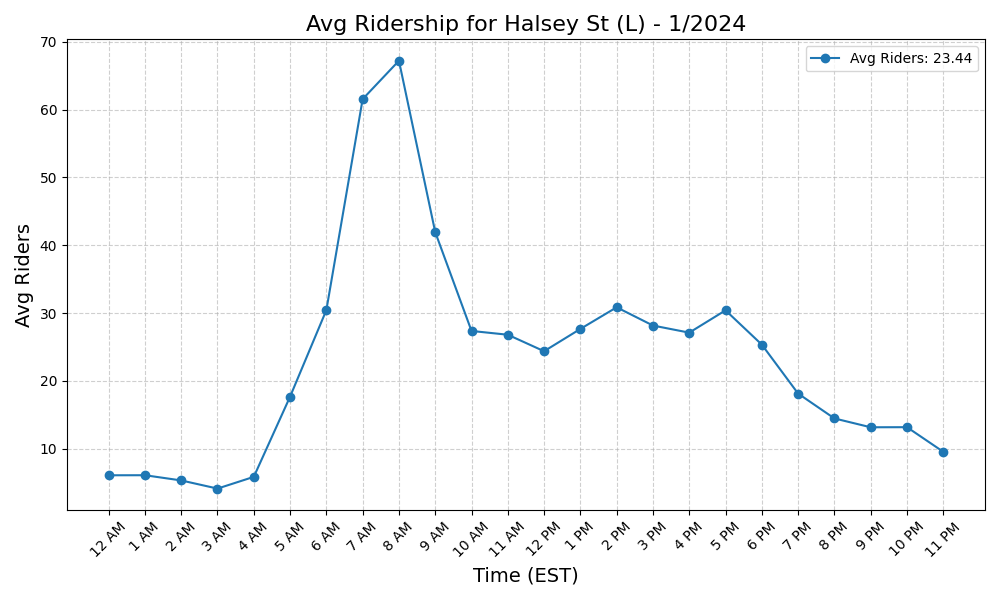 Avg Ridership for Halsey St (L) - 1/2024
Avg Riders: 23.44
Avg Riders
70
60
50
40
30
20
10
12 AM
1 AM
2 AM
3 AM
4 AM
5 AM
6 AM
7 AM
8 AM
9 AM
10 AM
11 AM
12 PM
1 PM
2 PM
3 PM
4 PM
5 PM
6 PM
7 PM
8 PM
9 PM
10 PM
11 PM
Time (EST)